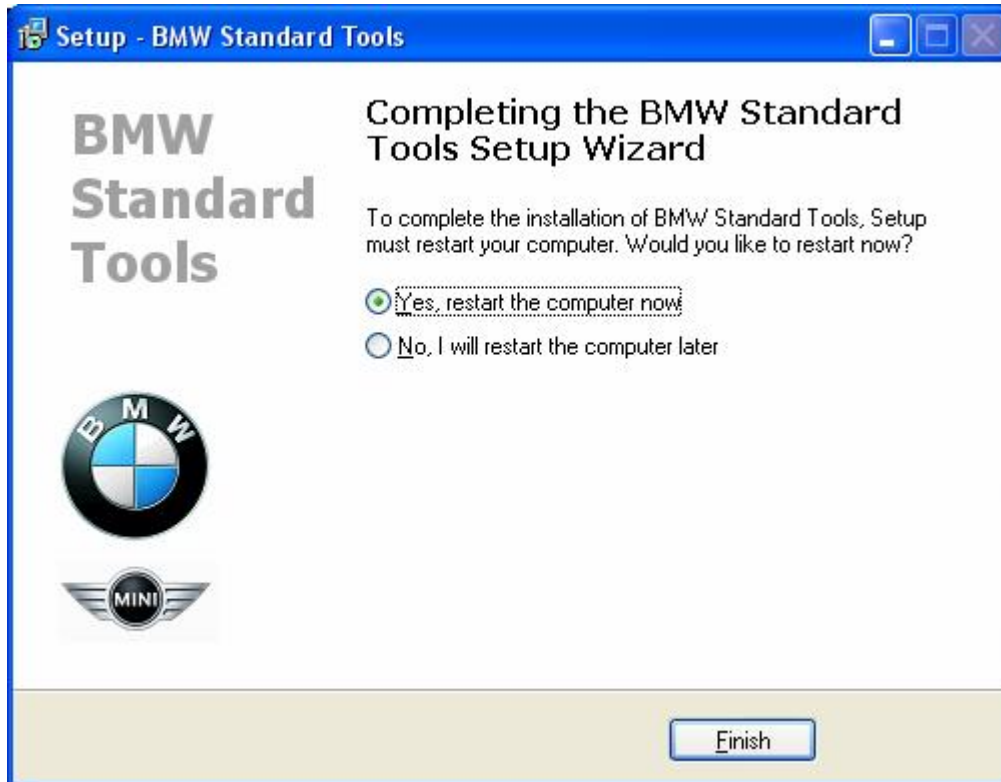 Setup - BMW Standard Tools
BMW
Standard
Tools
Completing the BMW Standard
Tools Setup Wizard
To complete the installation of BMW Standard Tools, Setup
must restart your computer. Would you like to restart now?
Yes, restart the computer now
No, I will restart the computer later
BMW
MINI
Finish